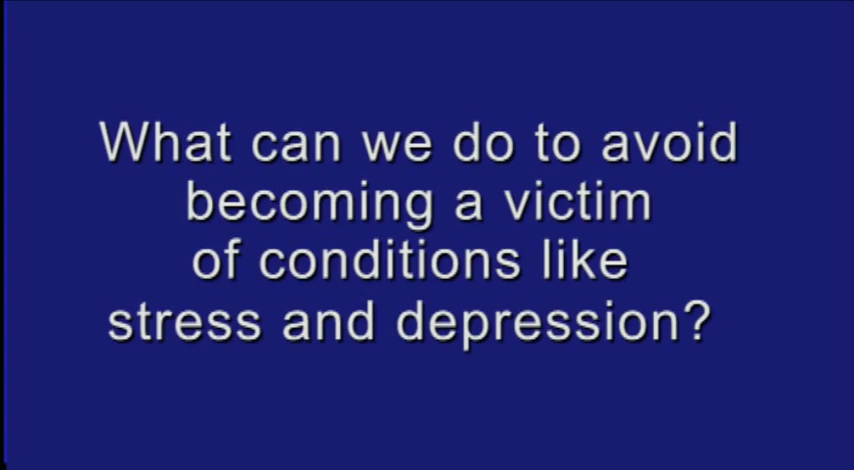 What can we do to avoid
becoming a victim
of conditions like
stress and depression?